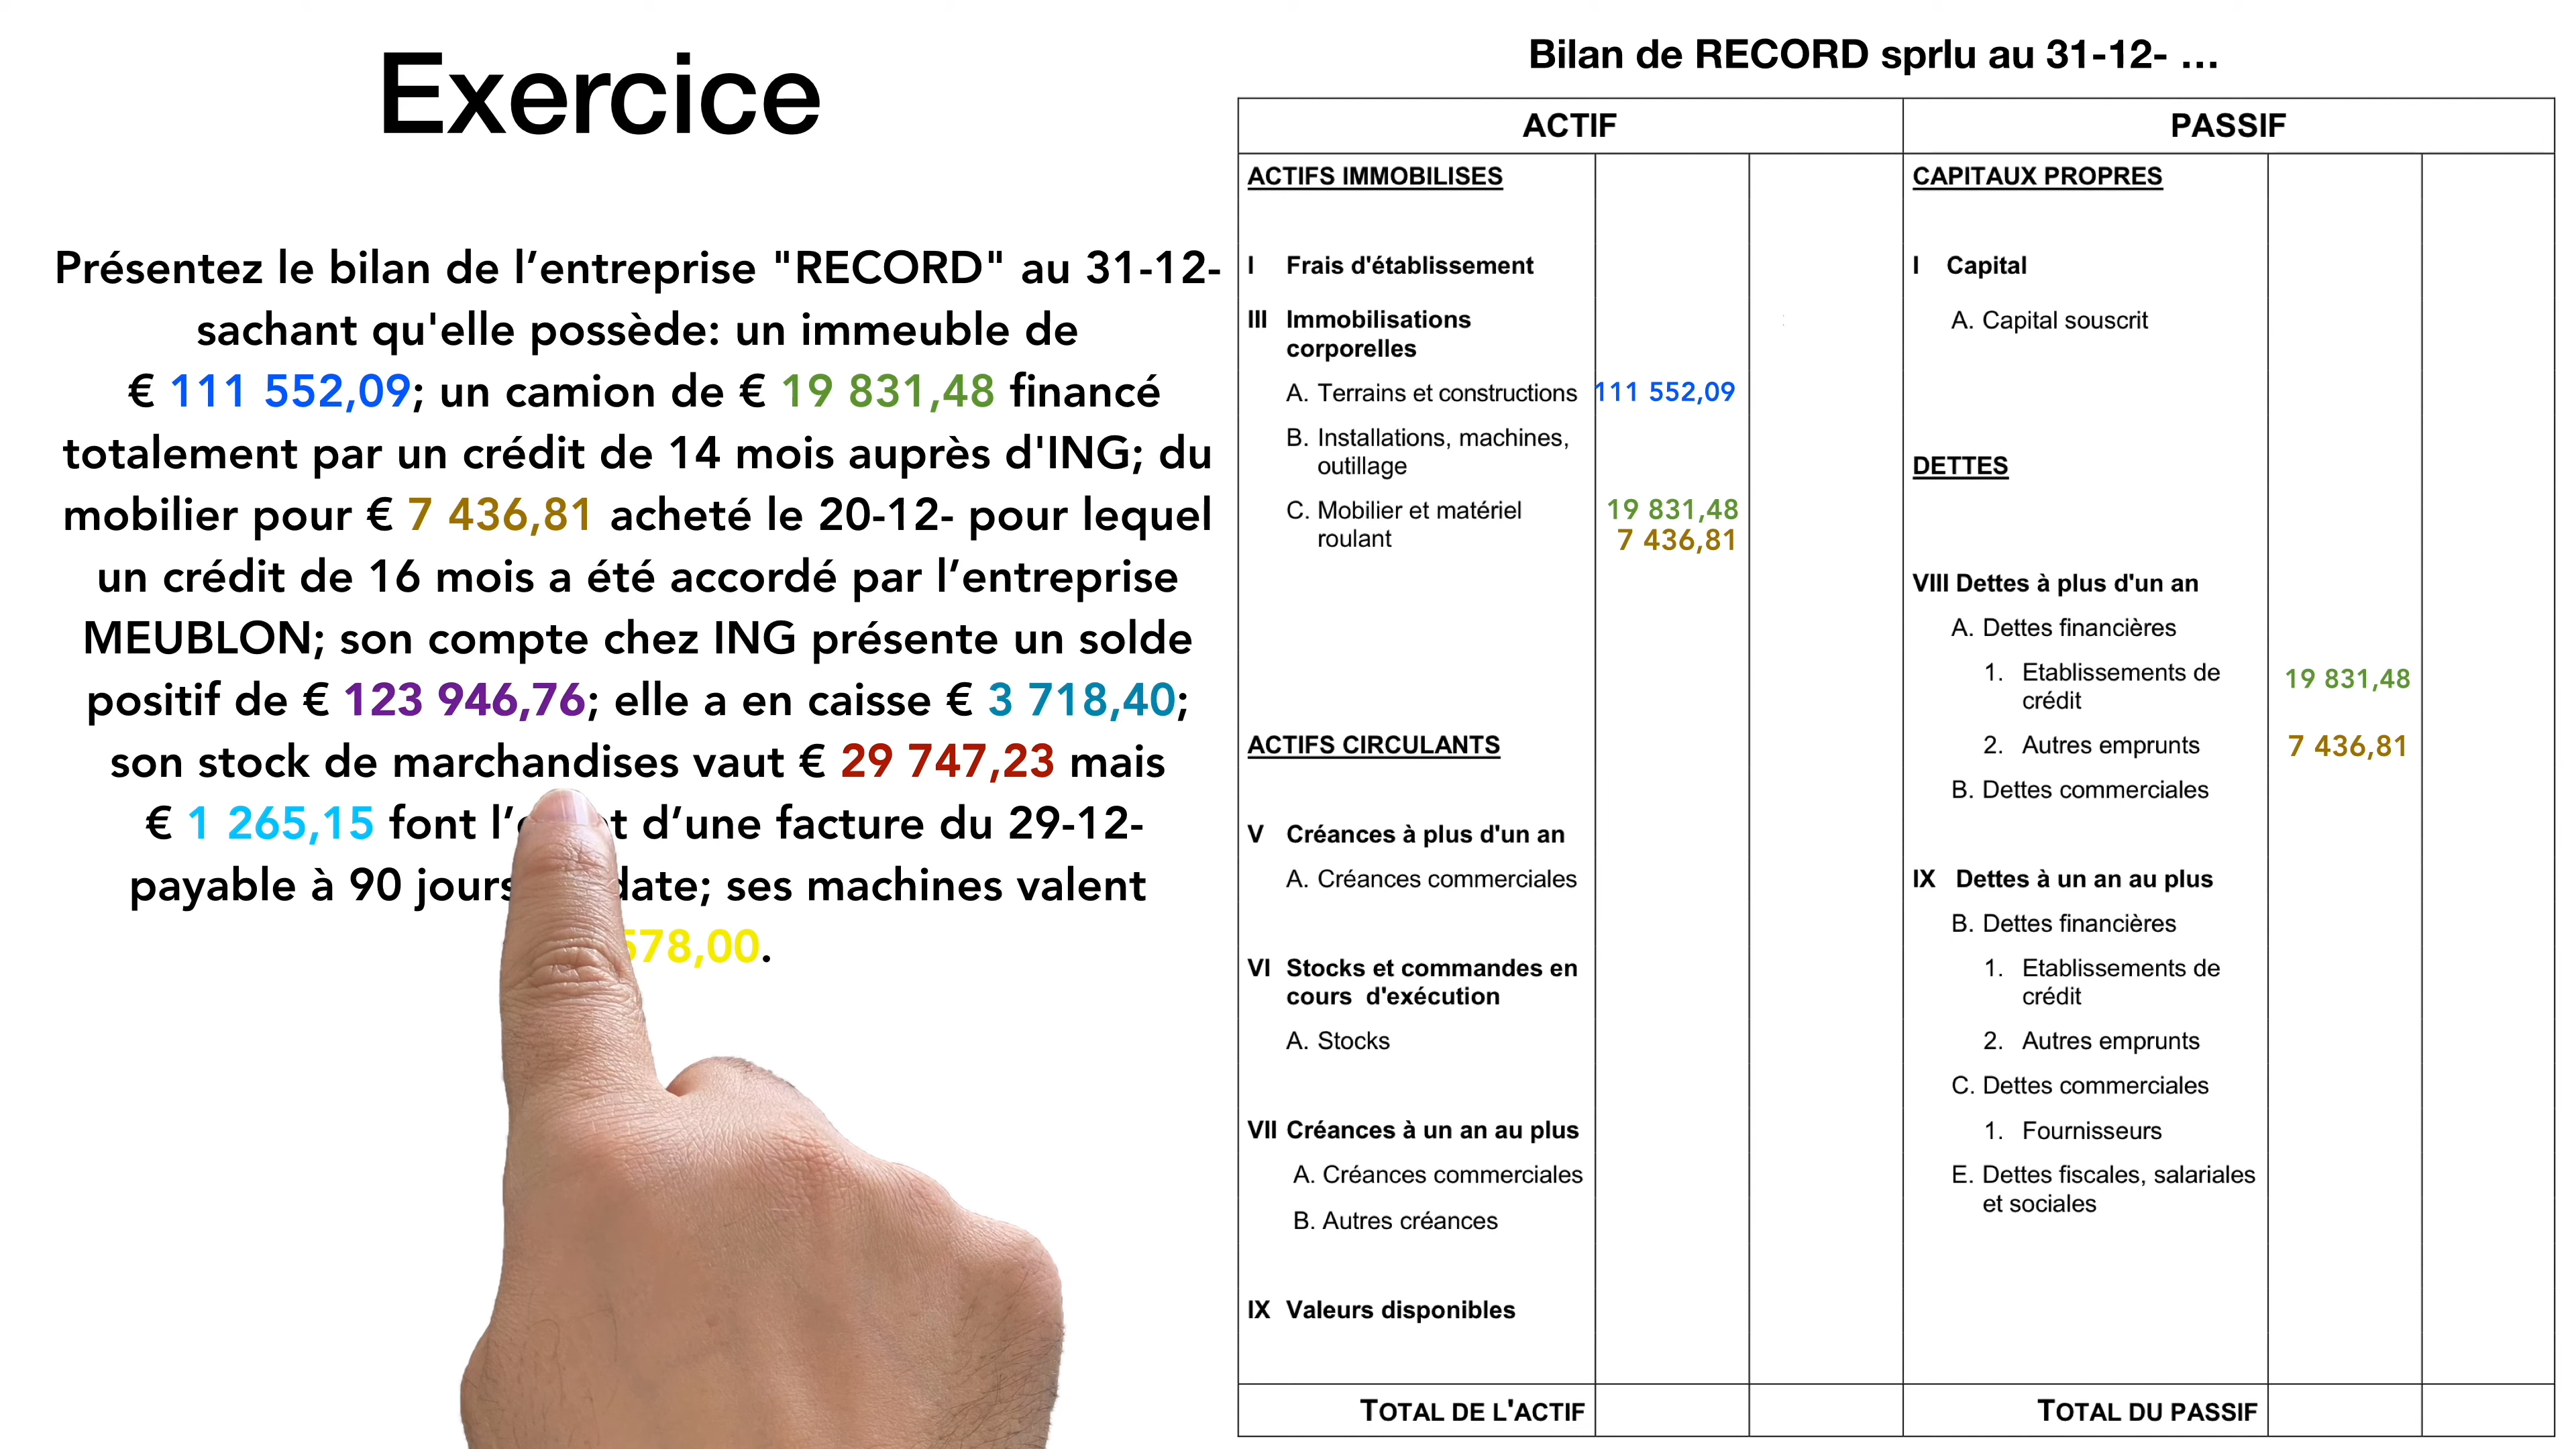 Exercice
Présentez le bilan de l’entreprise "RECORD" au 31-12-
sachant qu'elle possède: un immeuble de
€ 111 552,09; un camion de € 19 831,48 financé
totalement par un crédit de 14 mois auprès d'ING; du
mobilier pour € 7 436,81 acheté le 20-12- pour lequel
un crédit de 16 mois a été accordé par l’entreprise
MEUBLON; son compte chez ING présente un solde
positif de € 123 946,76; elle a en caisse € 3 718,40;
son stock de marchandises vaut € 29 747,23 mais
€ 1 265,15 font d’une facture du 29-12-
payable à 90 jours date; ses machines valent
578,00.
Bilan de RECORD sprlu au 31-12- ...
ACTIF
ACTIFS IMMOBILISES
I Frais d'établissement
III Immobilisations
corporelles
A. Terrains et constructions 111 552,09
B. Installations, machines,
outillage
C. Mobilier et matériel 19 831,48
roulant 7 436,81
ACTIFS CIRCULANTS
V Créances à plus d'un an
A. Créances commerciales
VI Stocks et commandes en
cours d'exécution
A. Stocks
VII Créances à un an au plus
A. Créances commerciales
B. Autres créances
IX Valeurs disponibles
TOTAL DE L'ACTIF
PASSIF
CAPITAUX PROPRES
I Capital
A. Capital souscrit
DETTES
VIII Dettes à plus d'un an
A. Dettes financières
1. Etablissements de 19 831,48
crédit
2. Autres emprunts 7 436,81
B. Dettes commerciales
IX Dettes à un an au plus
B. Dettes financières
1. Etablissements de
crédit
2. Autres emprunts
C. Dettes commerciales
1. Fournisseurs
E. Dettes fiscales, salariales
et sociales
TOTAL DU PASSIF